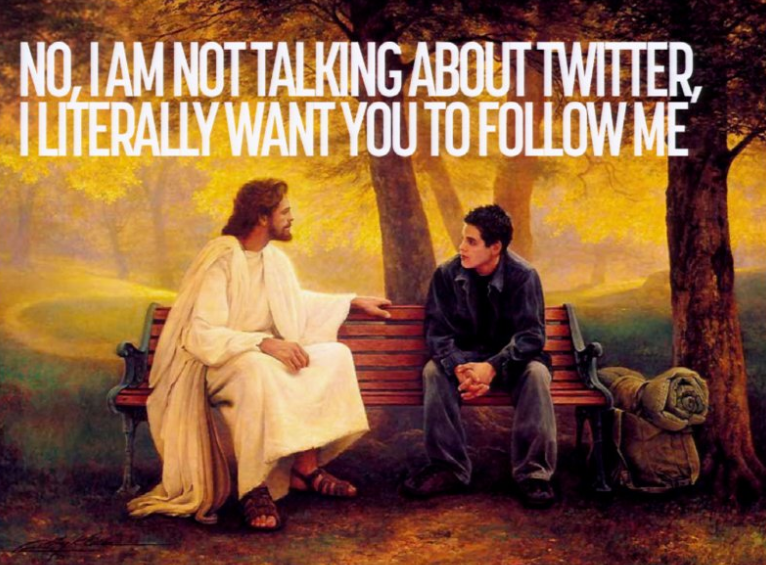 NO, I AM NOT TALKING ABOUT TWITTER,
I LITERALLY WANT YOU TO FOLLOW ME